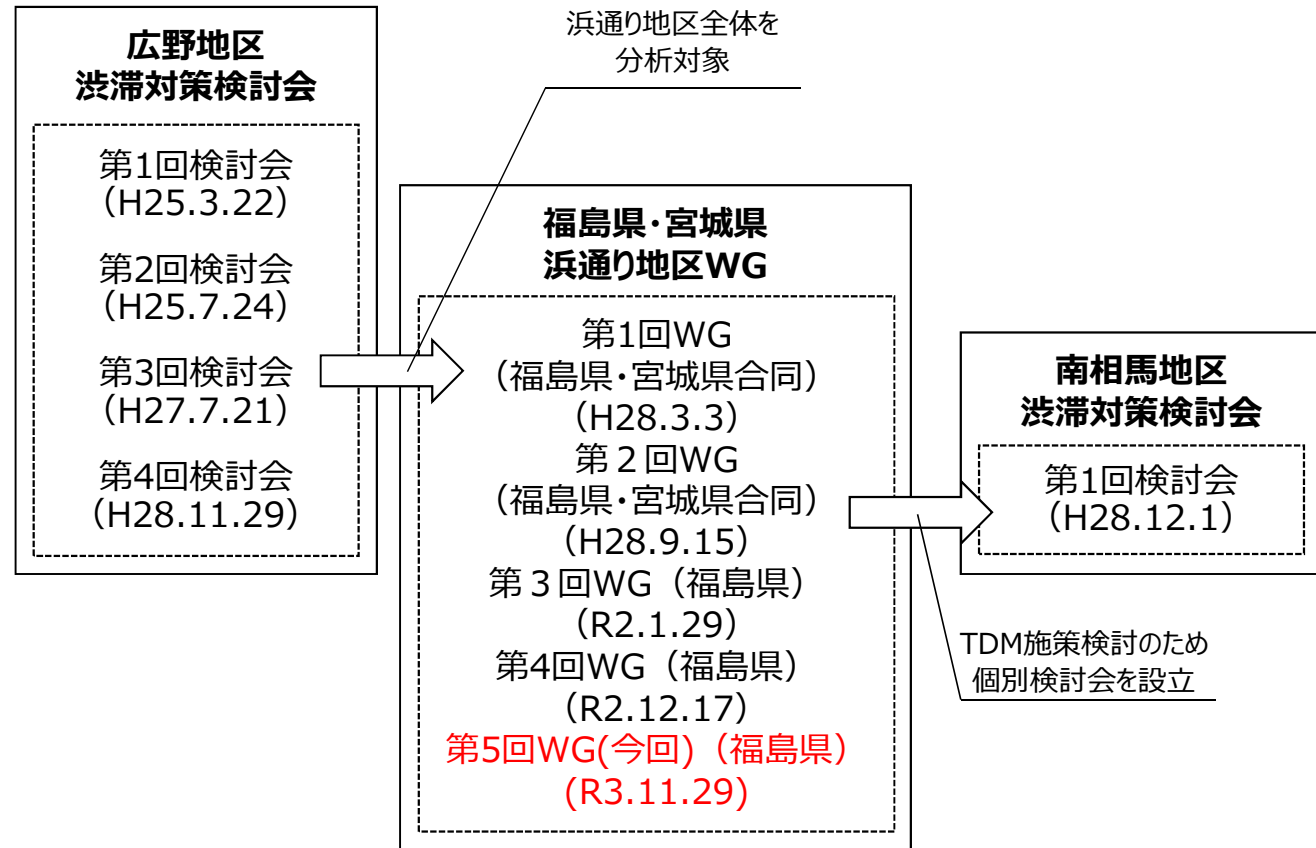 広野地区
渋滞対策検討会
第1回検討会
（H25.3.22）
第2回検討会
（H25.7.24）
第3回検討会
（H27.7.21）
第4回検討会
（H28.11.29）
浜通り地区全体を
分析対象
福島県・宮城県
浜通り地区WG
第1回WG
（福島県・宮城県合同）
（H28.3.3）
第２回WG
（福島県・宮城県合同）
（H28.9.15）
第３回WG（福島県）
（R2.1.29）
第4回WG（福島県）
（R2.12.17）
第5回WG(今回)（福島県）
(R3.11.29)
南相馬地区
渋滞対策検討会
第1回検討会
（H28.12.1）
TDM施策検討のため
個別検討会を設立